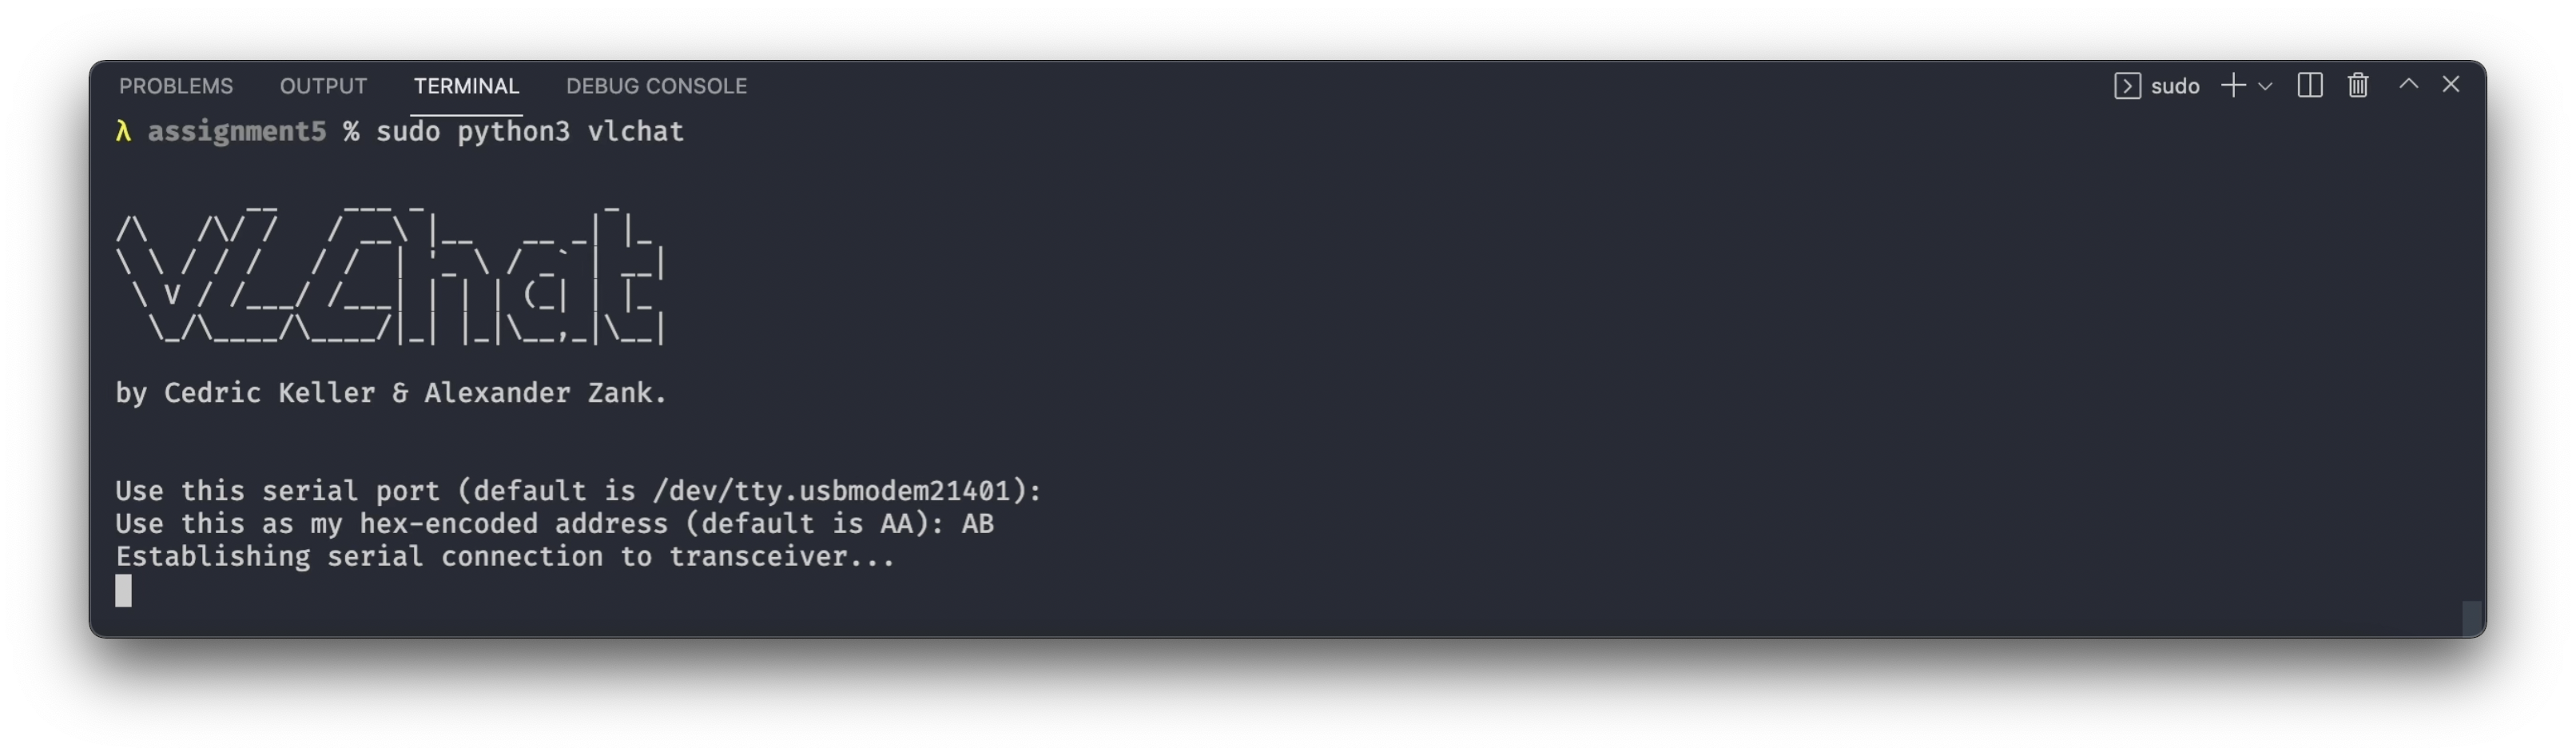 PROBLEMS OUTPUT TERMINAL DEBUG CONSOLE sudo
λ assignment5 % sudo python3 vlchat
VLChat
by Cedric Keller & Alexander Zank.
Use this serial port (default is /dev/tty.usbmodem21401):
Use this as my hex-encoded address (default is AA): AB
Establishing serial connection to transceiver...